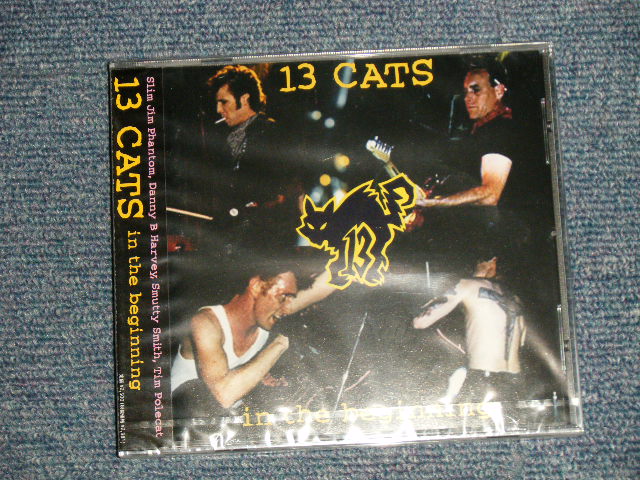 13 CATS
13
in the beginning
13 CATS in the beginning
Slim Jim Phantom, Danny B Harvey, Smutty Smith, Tim Polecat